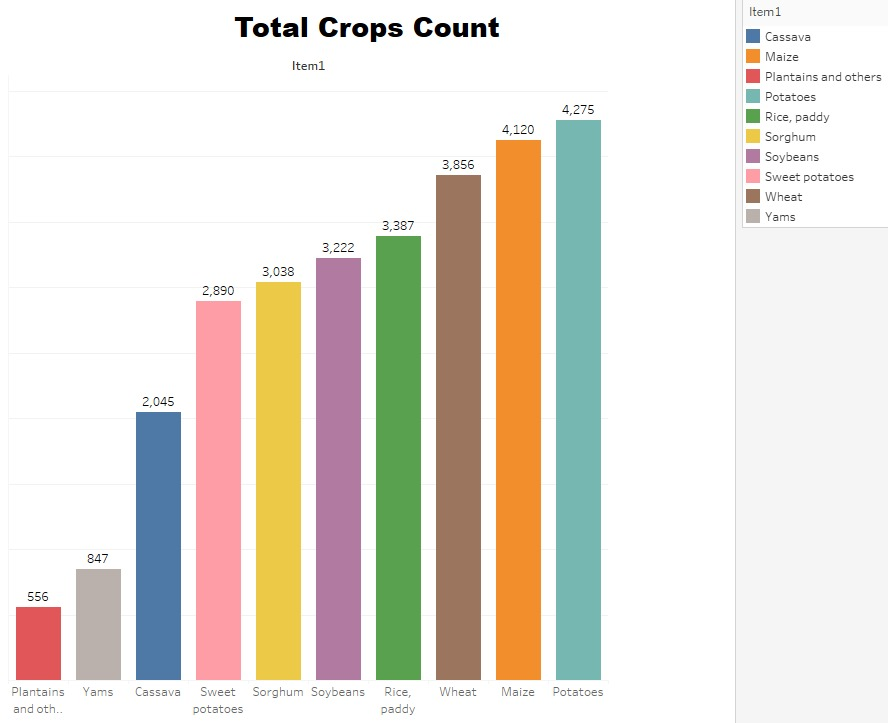 Total Crops Count
Item1
4,275
4,120
3,856
3,387
3,222
3,038
2,890
2,045
847
556
Plantains and oth..
Yams
Cassava
Sweet potatoes
Sorghum
Soybeans
Rice, paddy
Wheat
Maize
Potatoes
Item1
Cassava
Maize
Plantains and others
Potatoes
Rice, paddy
Sorghum
Soybeans
Sweet potatoes
Wheat
Yams